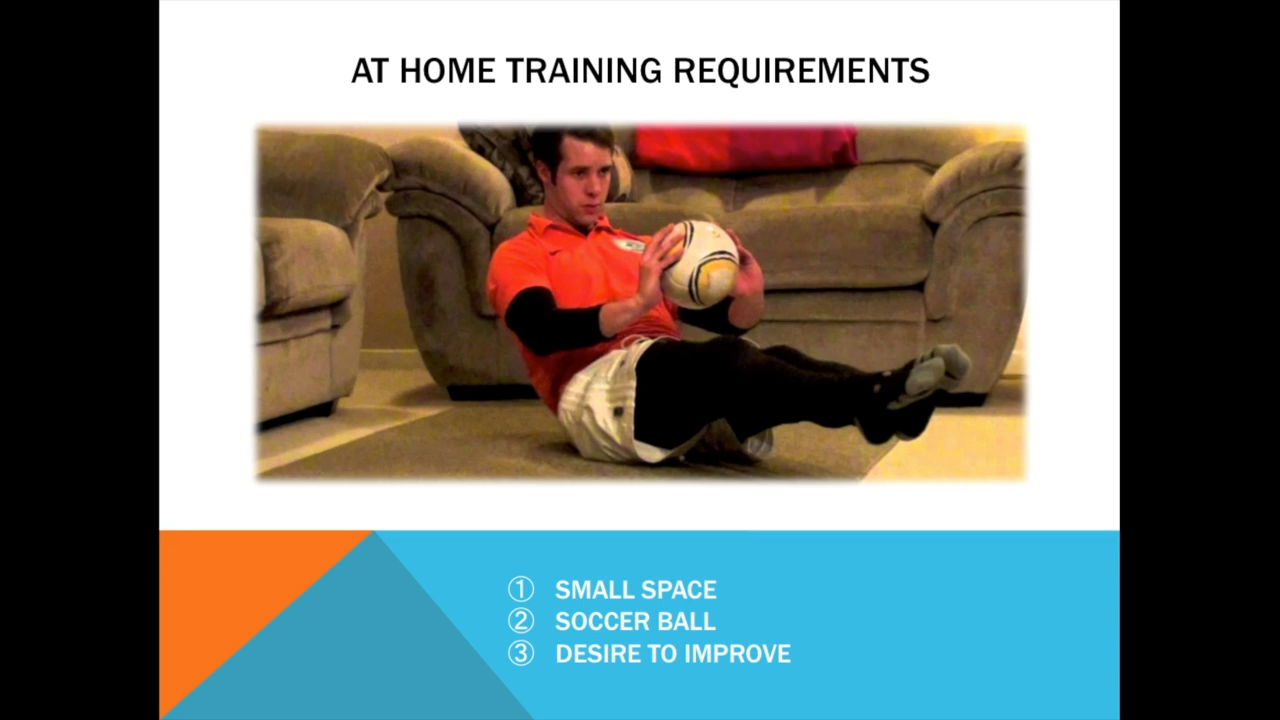 AT HOME TRAINING REQUIREMENTS
① SMALL SPACE
② SOCCER BALL
③ DESIRE TO IMPROVE